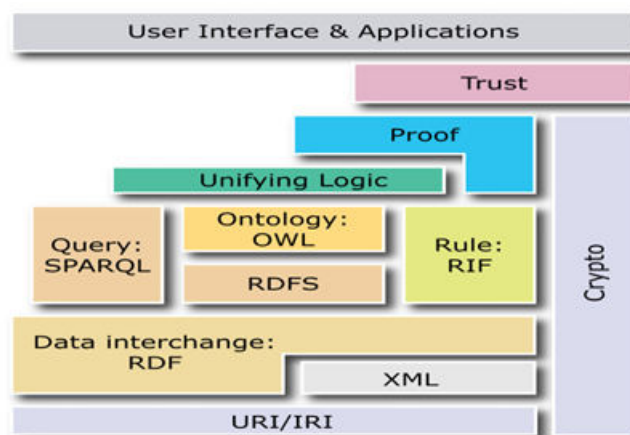 User Interface & Applications
Trust
Proof
Unifying Logic
Query:
SPARQL
Ontology:
OWL
RDFS
Rule:
RIF
Crypto
Data interchange:
RDF
XML
URI/IRI